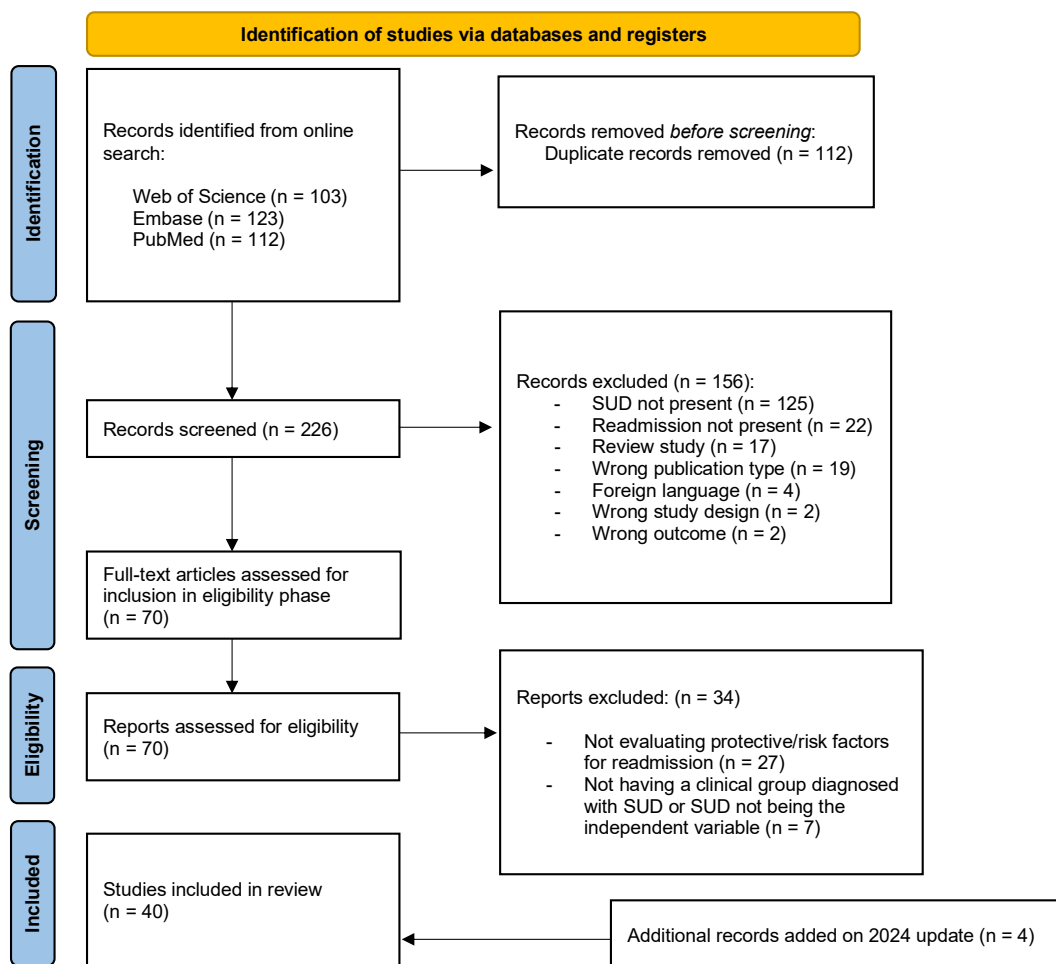 Identification of studies via databases and registers
Identification
Records identified from online
search:
Web of Science (n = 103)
Embase (n = 123)
PubMed (n = 112)
Records removed before screening:
Duplicate records removed (n = 112)
Screening
Records screened (n = 226)
Records excluded (n = 156):
- SUD not present (n = 125)
- Readmission not present (n = 22)
- Review study (n = 17)
- Wrong publication type (n = 19)
- Foreign language (n = 4)
- Wrong study design (n = 2)
- Wrong outcome (n = 2)
Full-text articles assessed for
inclusion in eligibility phase
(n = 70)
Eligibility
Reports assessed for eligibility
(n = 70)
Reports excluded: (n = 34)
- Not evaluating protective/risk factors
for readmission (n = 27)
- Not having a clinical group diagnosed
with SUD or SUD not being the
independent variable (n = 7)
Included
Studies included in review
(n = 40)
Additional records added on 2024 update (n = 4)